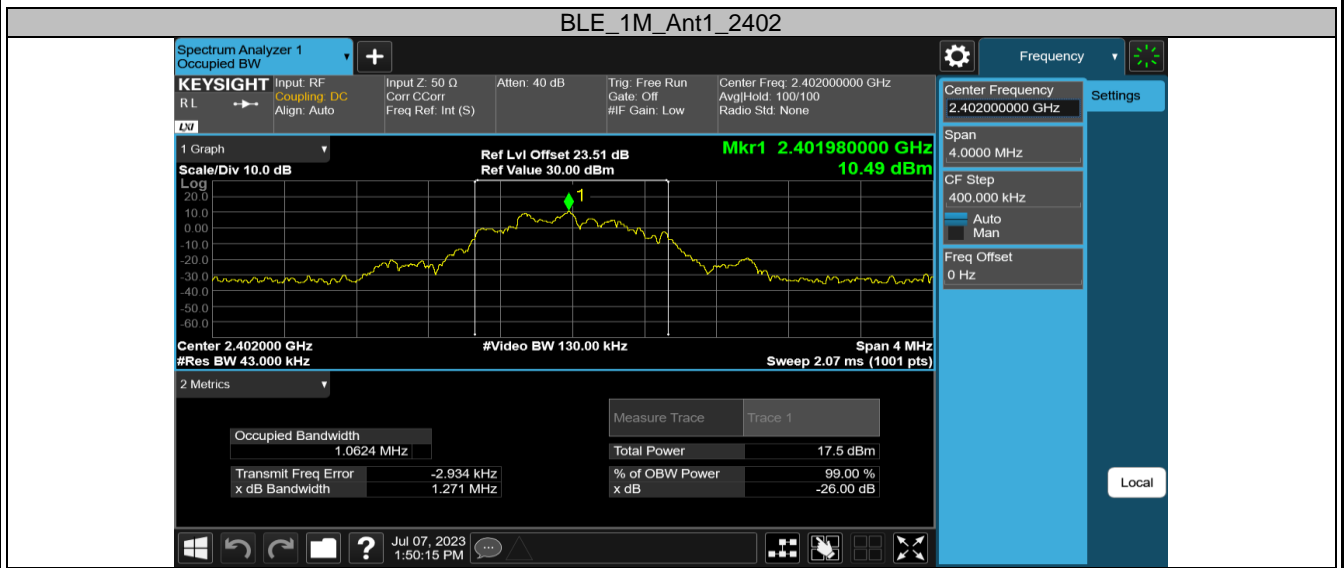 BLE_1M_Ant1_2402
Spectrum Analyzer 1
Occupied BW
+
Frequency
KEYSIGHT
R L
LXI
Input: RF
Coupling: DC
Align: Auto
Input Z: 50 Ω
Corr CCorr
Freq Ref: Int (S)
Atten: 40 dB
Trig: Free Run
Gate: Off
#IF Gain: Low
Center Freq: 2.402000000 GHz
Avg|Hold: 100/100
Radio Std: None
Center Frequency
2.402000000 GHz
Settings
Span
4.0000 MHz
CF Step
400.000 kHz
Auto
Man
Freq Offset
0 Hz
1 Graph
Scale/Div 10.0 dB
Ref Lvl Offset 23.51 dB
Ref Value 30.00 dBm
Mkr1 2.401980000 GHz
10.49 dBm
Log
20.0
10.0
0.00
-10.0
-20.0
-30.0
-40.0
-50.0
-60.0
1
Center 2.402000 GHz
#Res BW 43.000 kHz
#Video BW 130.00 kHz
Span 4 MHz
Sweep 2.07 ms (1001 pts)
2 Metrics
Measure Trace Trace 1
Occupied Bandwidth
1.0624 MHz
Total Power 17.5 dBm
Transmit Freq Error -2.934 kHz
% of OBW Power 99.00 %
x dB Bandwidth 1.271 MHz
x dB -26.00 dB
Local
?
Jul 07, 2023
1:50:15 PM